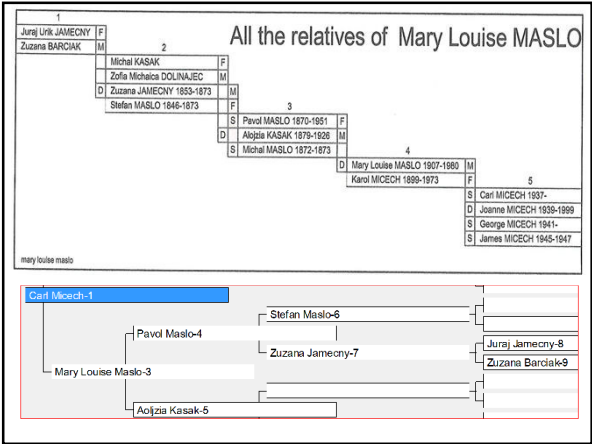 All the relatives of Mary Louise MASLO
1
Juraj Urik JAMECNY F
Zuzana BARCIAK M
2
Michal KASAK F
Zofia Michaica DOLINAJEC M
D Zuzana JAMECNY 1853-1873 M
Stefan MASLO 1846-1873 F
3
S Pavol MASLO 1870-1951 F
D Alojzia KASAK 1879-1926 M
S Michal MASLO 1872-1873
4
D Mary Louise MASLO 1907-1980 M
Karol MICECH 1899-1973 F
5
S Carl MICECH 1937-
D Joanne MICECH 1939-1999
S George MICECH 1941-
S James MICECH 1945-1947
mary louise maslo
Carl Micech-1
Stefan Maslo-6
Pavol Maslo-4
Juraj Jamecny-8
Zuzana Jamecny-7
Zuzana Barciak-9
Mary Louise Maslo-3
Aoljzia Kasak-5